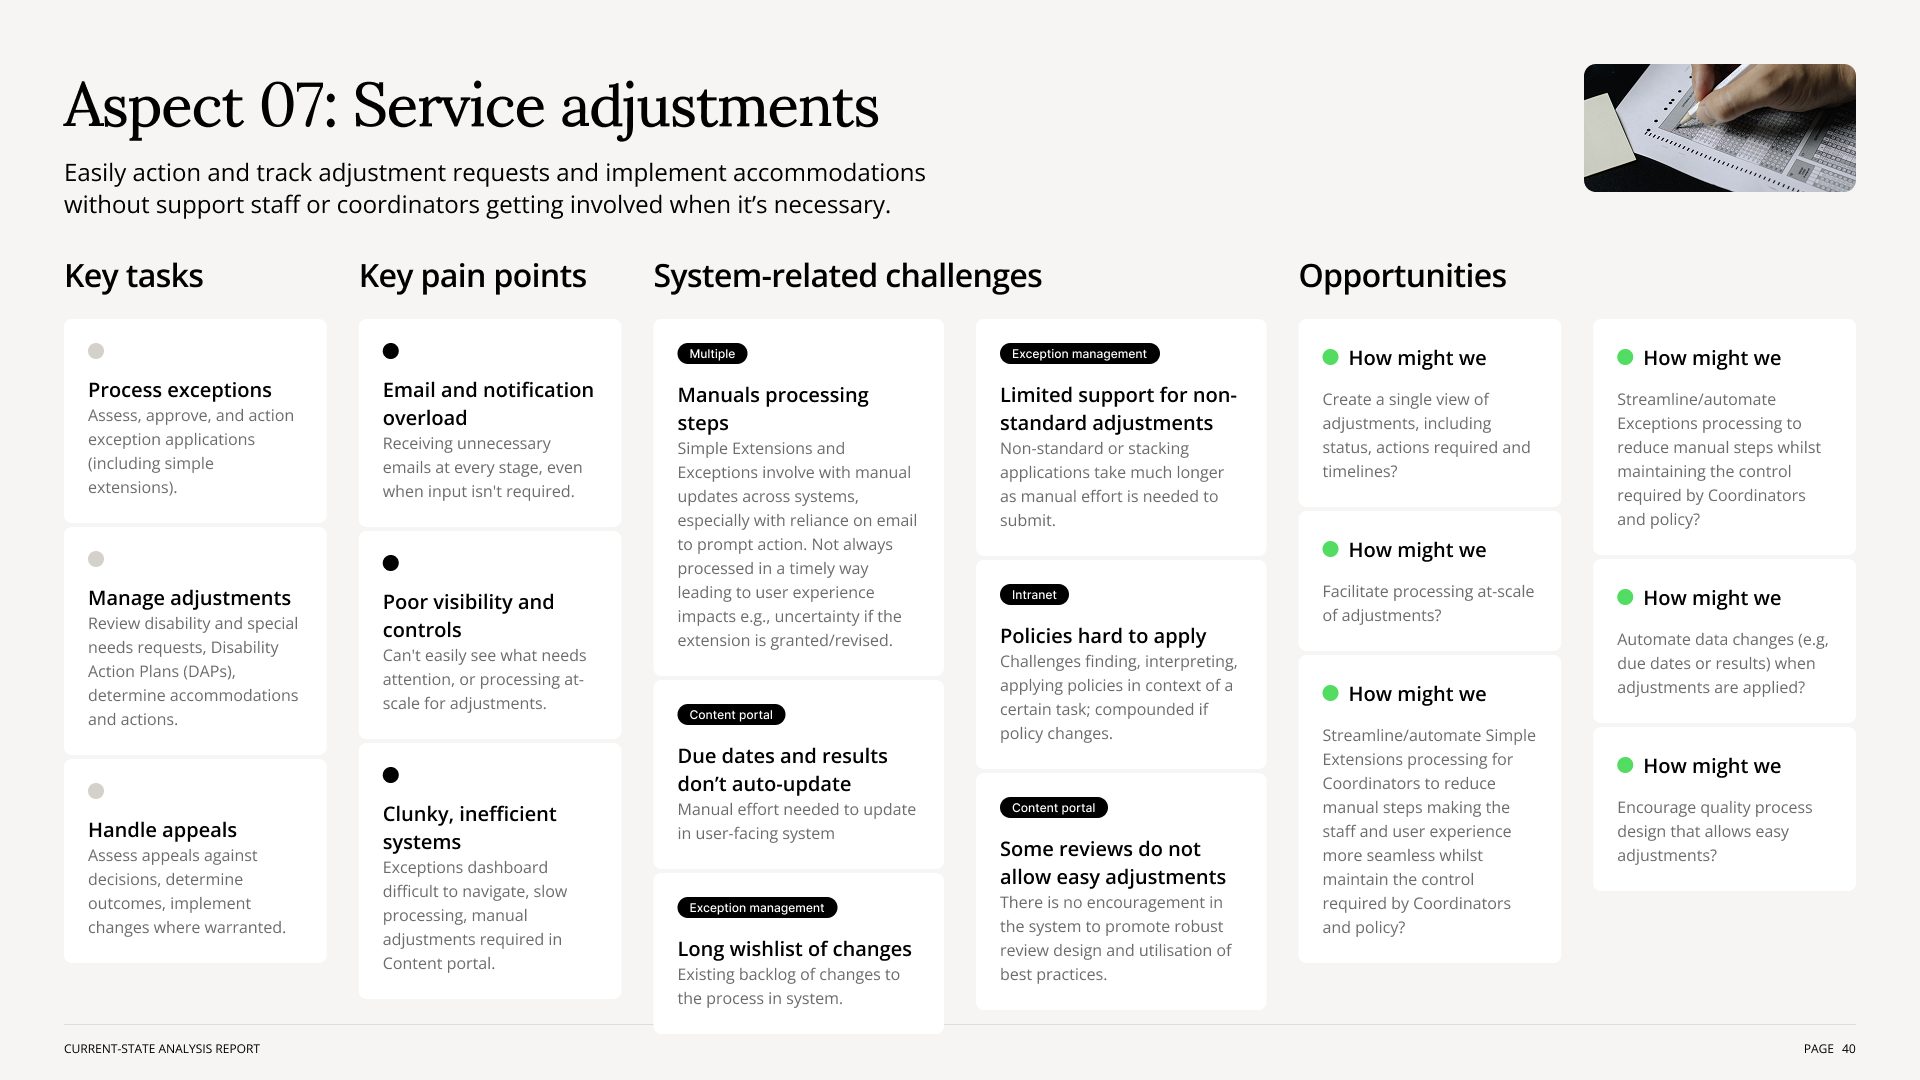 Aspect 07: Service adjustments
Easily action and track adjustment requests and implement accommodations
without support staff or coordinators getting involved when it’s necessary.
Key tasks
Process exceptions
Assess, approve, and action
exception applications
(including simple
extensions).
Manage adjustments
Review disability and special
needs requests, Disability
Action Plans (DAPs),
determine accommodations
and actions.
Handle appeals
Assess appeals against
decisions, determine
outcomes, implement
changes where warranted.
Key pain points
Email and notification
overload
Receiving unnecessary
emails at every stage, even
when input isn't required.
Poor visibility and
controls
Can't easily see what needs
attention, or processing at-
scale for adjustments.
Clunky, inefficient
systems
Exceptions dashboard
difficult to navigate, slow
processing, manual
adjustments required in
Content portal.
System-related challenges
Multiple
Manuals processing
steps
Simple Extensions and
Exceptions involve with manual
updates across systems,
especially with reliance on email
to prompt action. Not always
processed in a timely way
leading to user experience
impacts e.g., uncertainty if the
extension is granted/revised.
Content portal
Due dates and results
don’t auto-update
Manual effort needed to update
in user-facing system
Exception management
Long wishlist of changes
Existing backlog of changes to
the process in system.
Exception management
Limited support for non-
standard adjustments
Non-standard or stacking
applications take much longer
as manual effort is needed to
submit.
Intranet
Policies hard to apply
Challenges finding, interpreting,
applying policies in context of a
certain task; compounded if
policy changes.
Content portal
Some reviews do not
allow easy adjustments
There is no encouragement in
the system to promote robust
review design and utilisation of
best practices.
Opportunities
How might we
Create a single view of
adjustments, including
status, actions required and
timelines?
How might we
Facilitate processing at-scale
of adjustments?
How might we
Streamline/automate Simple
Extensions processing for
Coordinators to reduce
manual steps making the
staff and user experience
more seamless whilst
maintain the control
required by Coordinators
and policy?
How might we
Streamline/automate
Exceptions processing to
reduce manual steps whilst
maintaining the control
required by Coordinators
and policy?
How might we
Automate data changes (e.g,
due dates or results) when
adjustments are applied?
How might we
Encourage quality process
design that allows easy
adjustments?
CURRENT-STATE ANALYSIS REPORT
PAGE 40